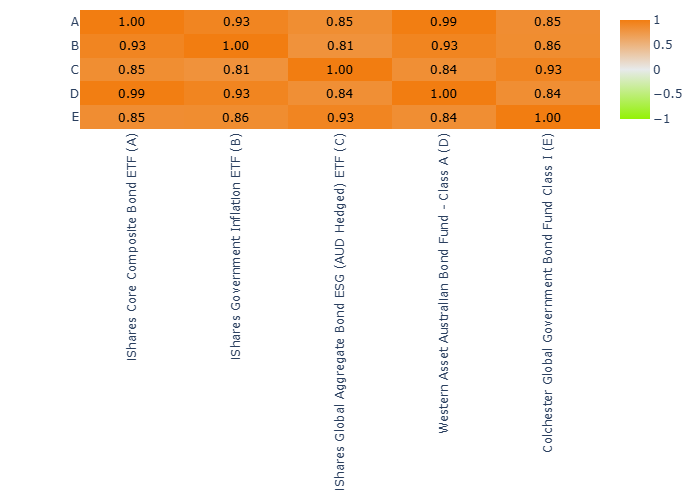 A 1.00 0.93 0.85 0.99 0.85
B 0.93 1.00 0.81 0.93 0.86
C 0.85 0.81 1.00 0.84 0.93
D 0.99 0.93 0.84 1.00 0.84
E 0.85 0.86 0.93 0.84 1.00
IShares Core Composite Bond ETF (A)
IShares Government Inflation ETF (B)
IShares Global Aggregate Bond ESG (AUD Hedged) ETF (C)
Western Asset Australian Bond Fund - Class A (D)
Colchester Global Government Bond Fund Class I (E)
1
0.5
0
−0.5
−1